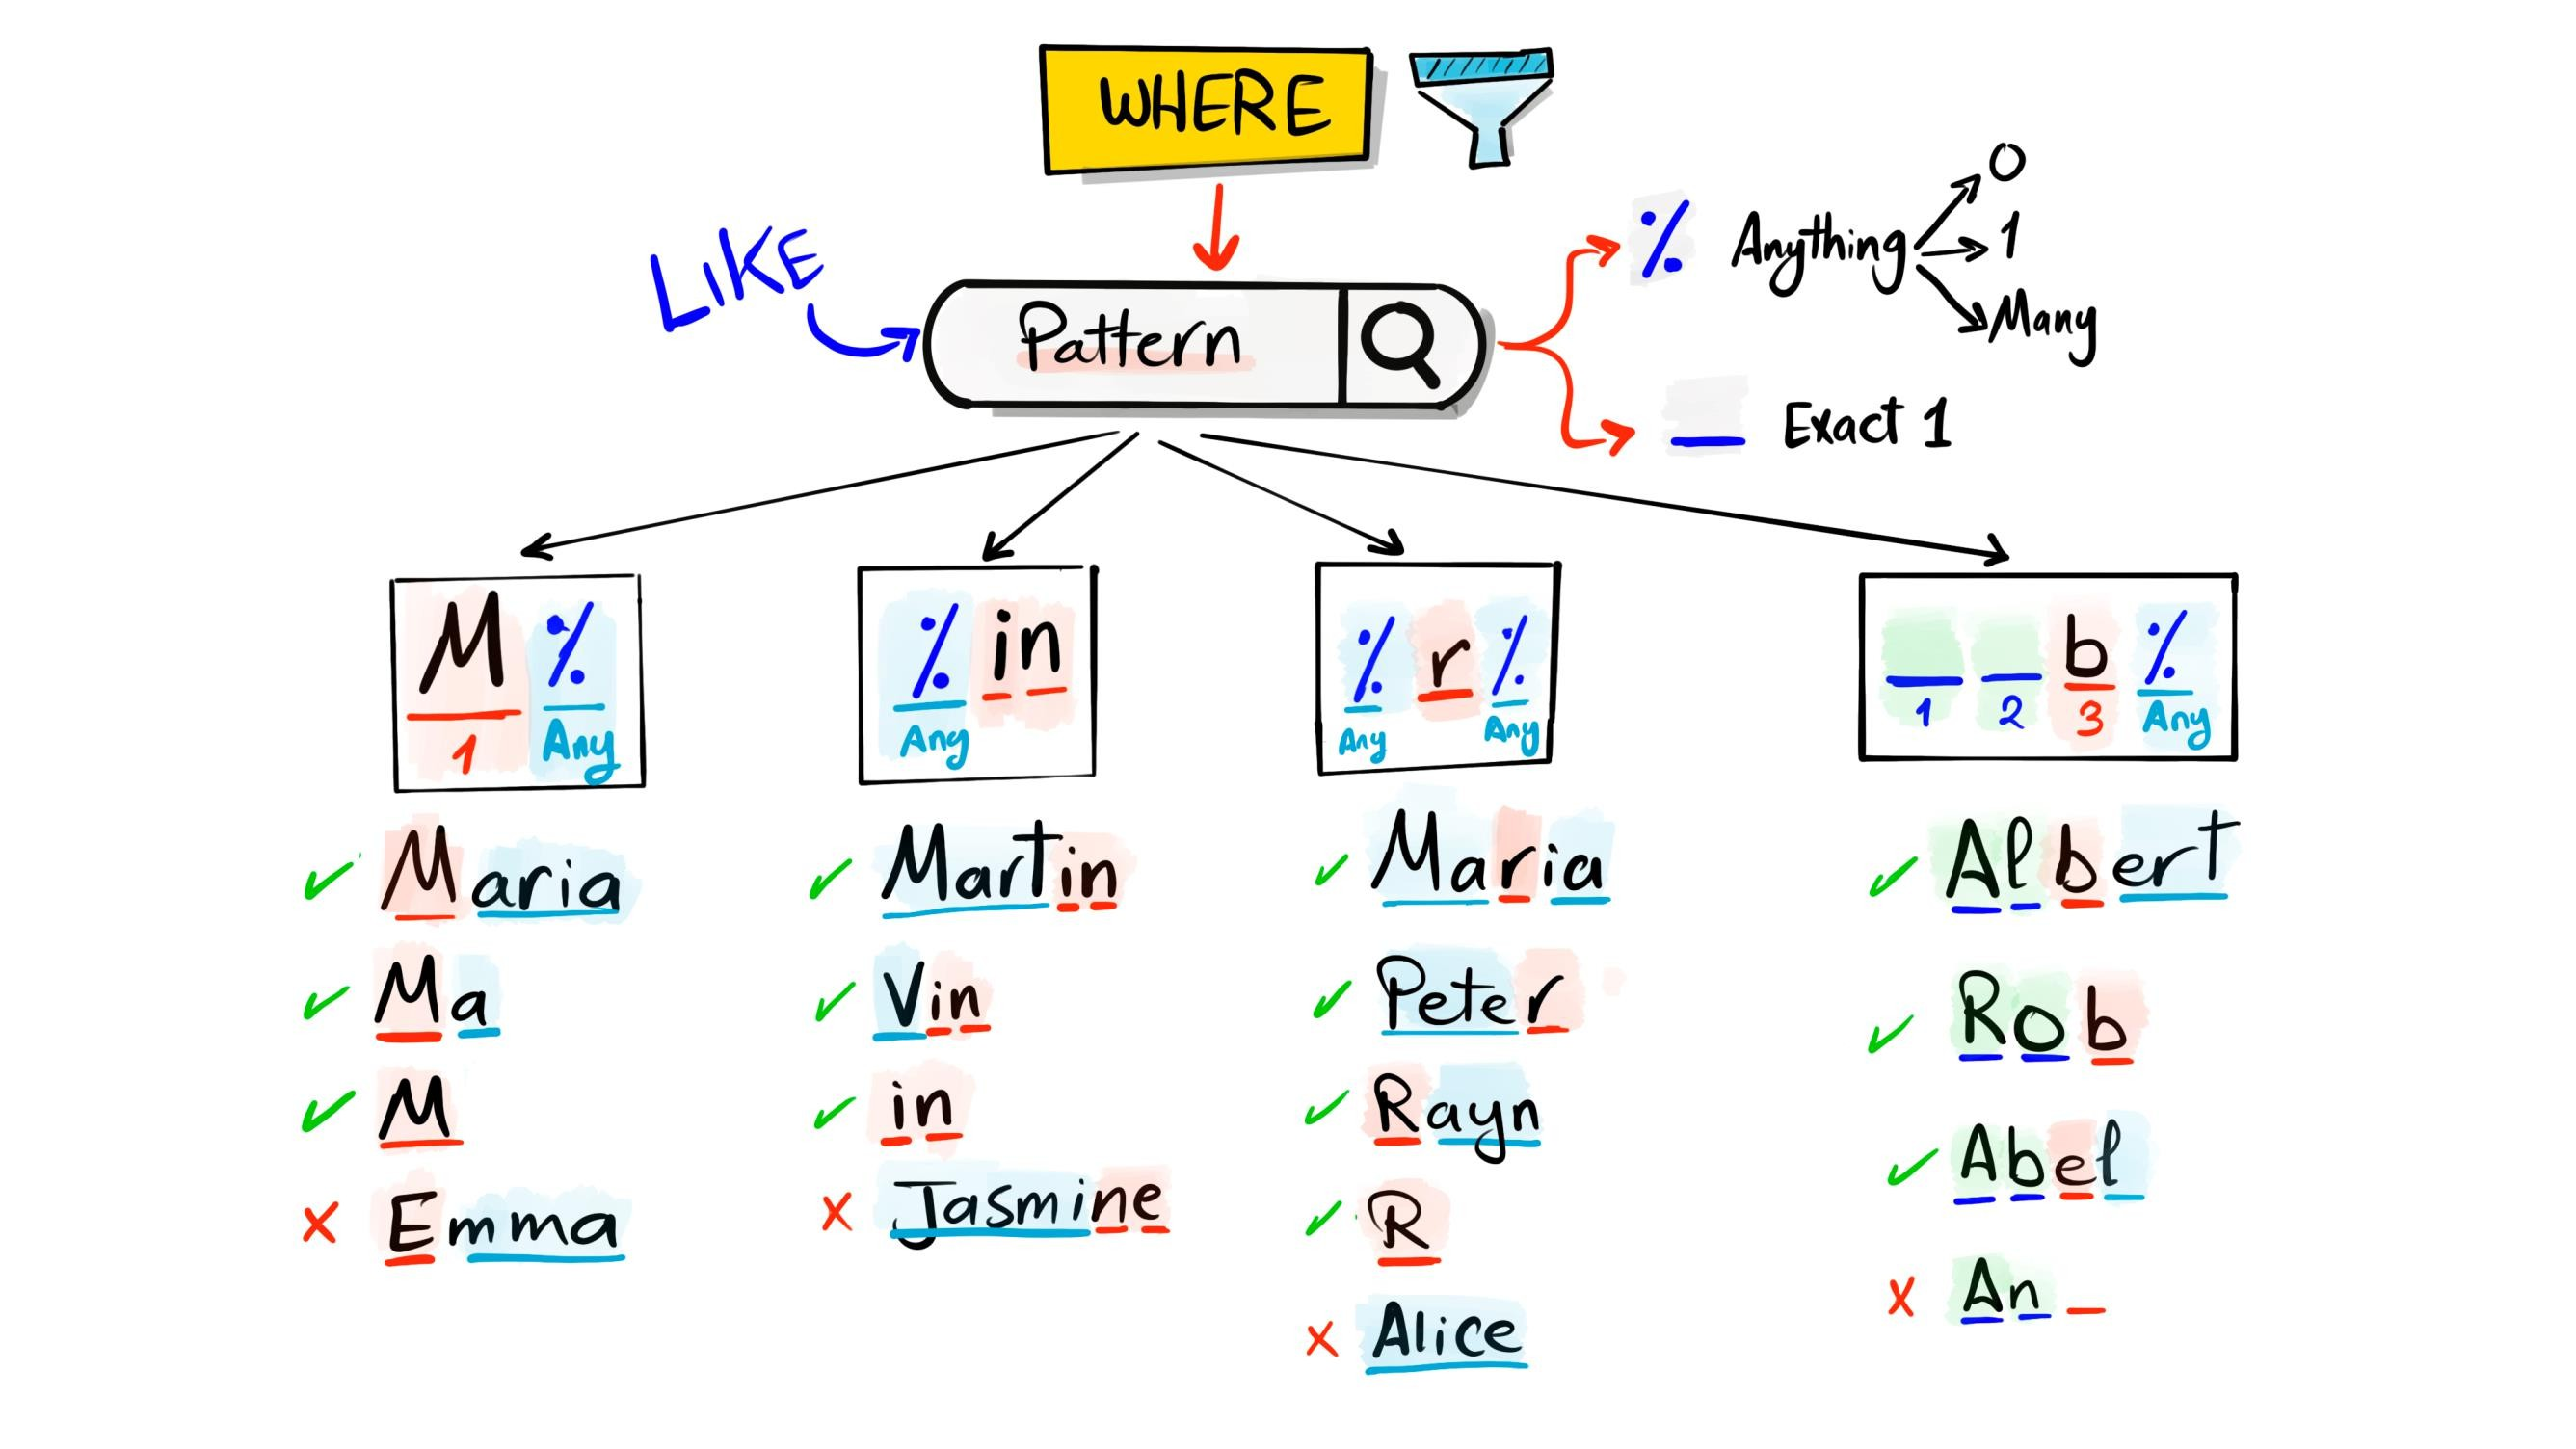 WHERE
LIKE
Pattern
% Anything
0
1
Many
_ Exact 1
M %
1 Any
% in
Any
% r %
Any Any
_ _ b %
1 2 3 Any
Maria
Ma
M
Emma
Martin
Vin
in
Jasmine
Maria
Peter
Rayn
R
Alice
Albert
Rob
Abel
An _